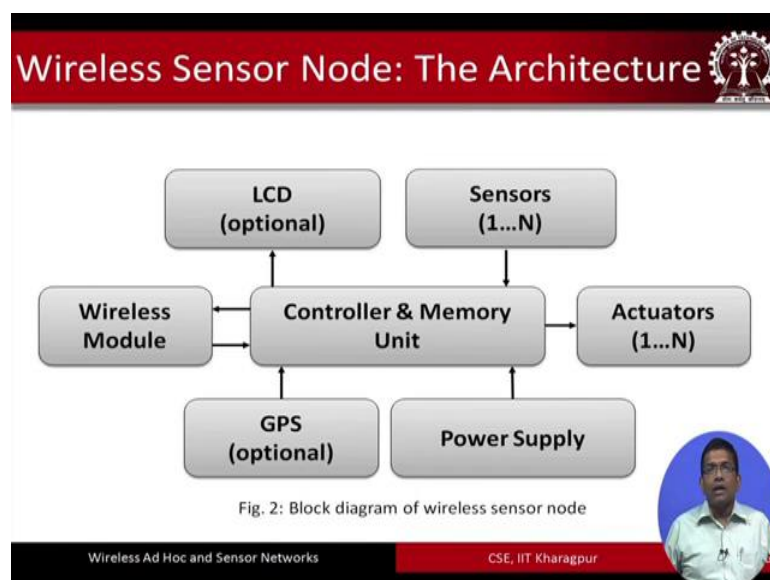 Wireless Sensor Node: The Architecture
LCD
(optional)
Sensors
(1...N)
Wireless
Module
Controller & Memory
Unit
Actuators
(1...N)
GPS
(optional)
Power Supply
Fig. 2: Block diagram of wireless sensor node
Wireless Ad Hoc and Sensor Networks
CSE, IIT Kharagpur